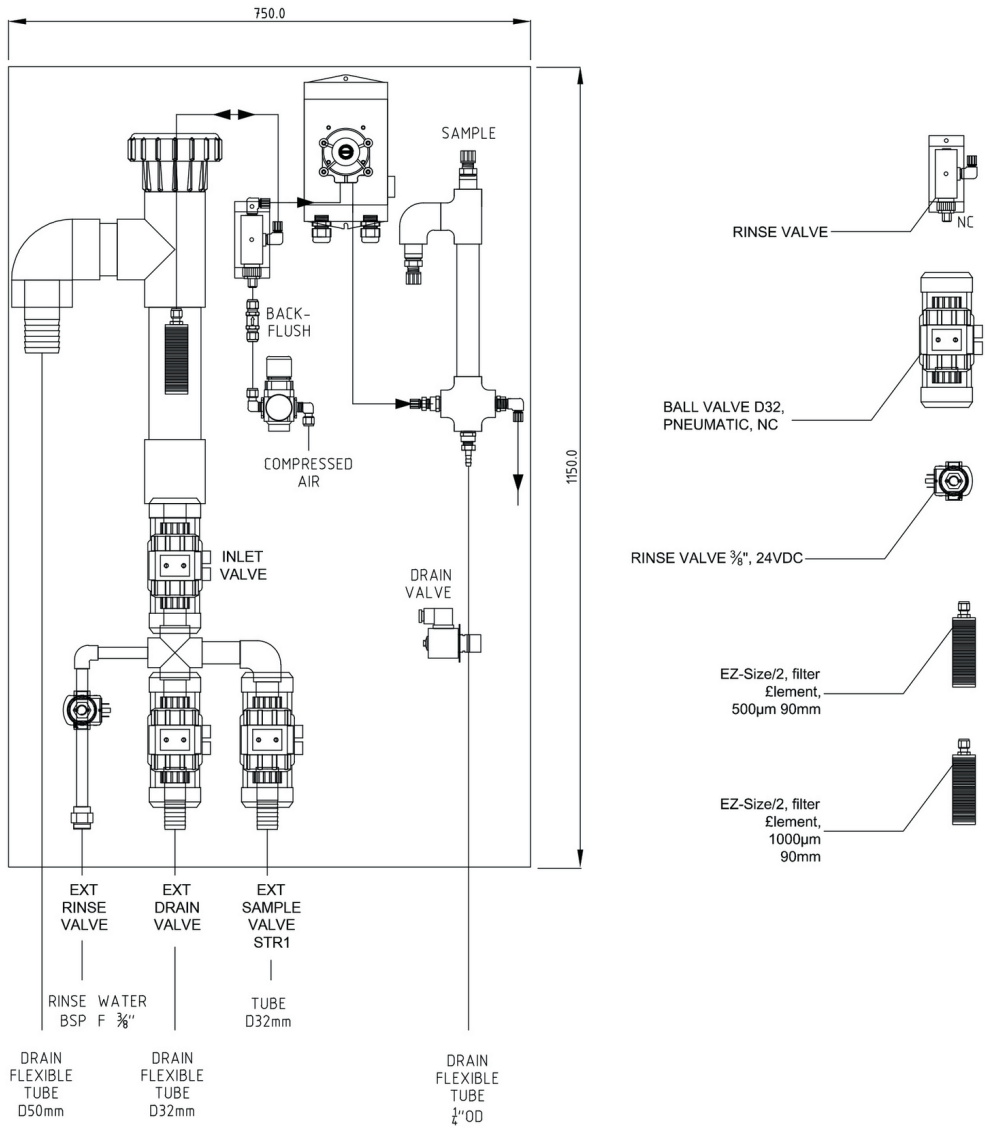 750.0
SAMPLE
BACK-
FLUSH
COMPRESSED
AIR
1150.0
INLET
VALVE
DRAIN
VALVE
EXT
RINSE
VALVE
EXT
DRAIN
VALVE
EXT
SAMPLE
VALVE
STR1
RINSE WATER
BSP F ⅜"
TUBE
D32mm
DRAIN
FLEXIBLE
TUBE
D50mm
DRAIN
FLEXIBLE
TUBE
D32mm
DRAIN
FLEXIBLE
TUBE
¼"OD
RINSE VALVE
NC
BALL VALVE D32,
PNEUMATIC, NC
RINSE VALVE ⅜", 24VDC
EZ-Size/2, filter
£lement,
500µm 90mm
EZ-Size/2, filter
£lement,
1000µm
90mm